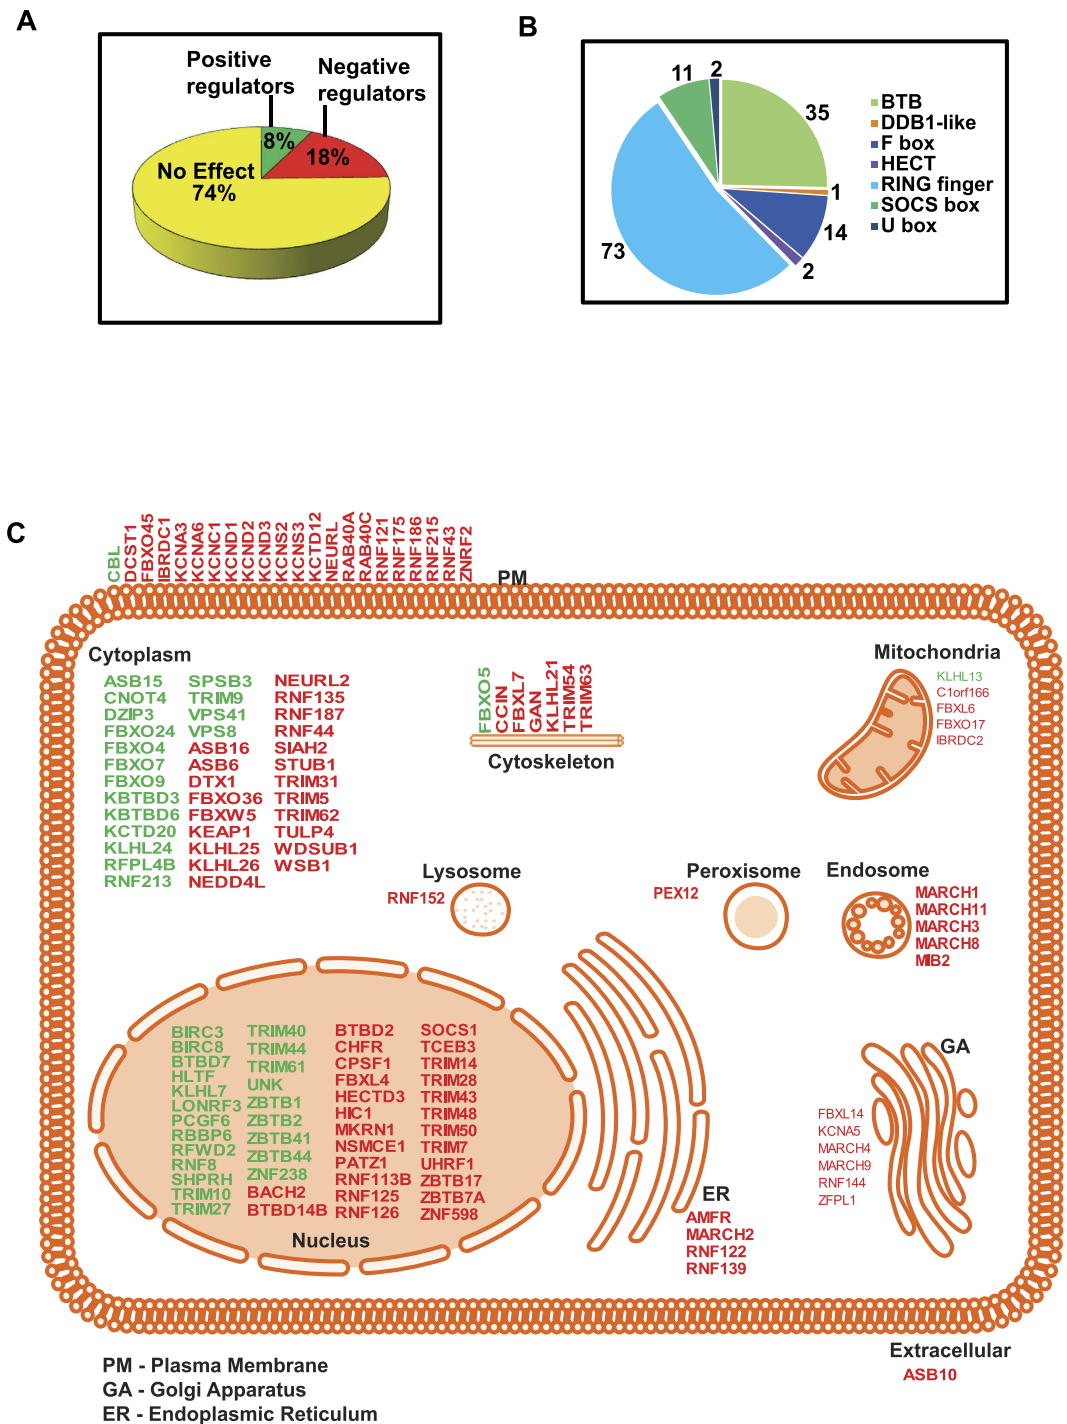 A
Positive
regulators
Negative
regulators
8%
18%
No Effect
74%
B
11
2
35
1
14
2
73
BTB
DDB1-like
F box
HECT
RING finger
SOCS box
U box
C
CBL
DCST1
FBXO45
IBRDC1
KCNA3
KCNA6
KCNC1
KCND1
KCND2
KCND3
KCNS2
KCNS3
KCTD12
NEURL
RAB40A
RAB40C
RNF121
RNF175
RNF186
RNF215
RNF43
ZNRF2
PM
Cytoplasm
ASB15 SPSB3 NEURL2
CNOT4 TRIM9 RNF135
DZIP3 VPS41 RNF187
FBXO24 VPS8 RNF44
FBXO4 ASB16 SIAH2
FBXO7 ASB6 STUB1
FBXO9 DTX1 TRIM31
KBTBD3 FBXO36 TRIM5
KBTBD6 FBXW5 TRIM62
KCTD20 KEAP1 TULP4
KLHL24 KLHL25 WDSUB1
RFPL4B KLHL26 WSB1
RNF213 NEDD4L
FBXO5
CCIN
FBXL7
GAN
KLHL21
TRIM54
TRIM63
Cytoskeleton
Mitochondria
KLHL13
C1orf166
FBXL6
FBXO17
IBRDC2
Lysosome
RNF152
Peroxisome
PEX12
Endosome
MARCH1
MARCH11
MARCH3
MARCH8
MIB2
BIRC3
BIRC8
BTBD7
HLTF
KLHL7
LONRF3
PCGF6
RBBP6
RFWD2
RNF8
SHPRH
TRIM10
TRIM27
TRIM40
TRIM44
TRIM61
UNK
ZBTB1
ZBTB2
ZBTB41
ZBTB44
ZNF238
BACH2
BTBD14B
BTBD2
CHFR
CPSF1
FBXL4
HECTD3
HIC1
MKRN1
NSMCE1
PATZ1
RNF113B
RNF125
RNF126
SOCS1
TCEB3
TRIM14
TRIM28
TRIM43
TRIM48
TRIM50
TRIM7
UHRF1
ZBTB17
ZBTB7A
ZNF598
Nucleus
ER
AMFR
MARCH2
RNF122
RNF139
GA
FBXL14
KCNA5
MARCH4
MARCH9
RNF144
ZFPL1
Extracellular
ASB10
PM - Plasma Membrane
GA - Golgi Apparatus
ER - Endoplasmic Reticulum